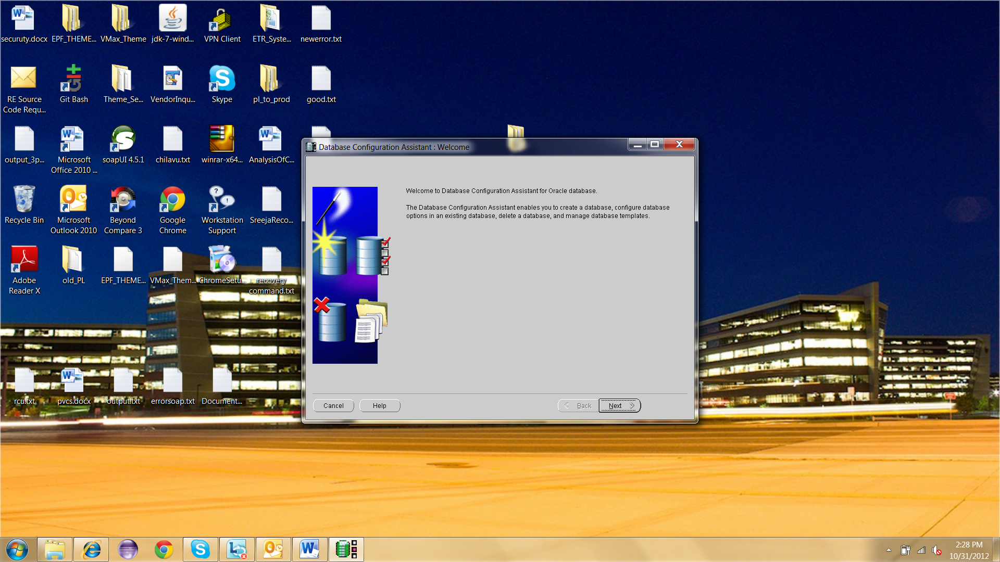 securuty.docx
EPF_THEME...
VMax_Theme
jdk-7-wind...
VPN Client
ETR_Syste...
newerror.txt
RE Source
Code Requ...
Git Bash
Theme_Se...
VendorInqu...
Skype
pl_to_prod
good.txt
output_3p...
Microsoft
Office 2010 ...
soapUI 4.5.1
chilavu.txt
winrar-x64...
AnalysisOfC...
Recycle Bin
Microsoft
Outlook 2010
Beyond
Compare 3
Google
Chrome
Workstation
Support
SreejaReco...
Adobe
Reader X
old_PL
EPF_THEME...
VMax_Them...
ChromeSetu...
recovery
command.txt
rcu.txt
pvcs.docx
output.txt
errorsoap.txt
Document...
Database Configuration Assistant : Welcome
Welcome to Database Configuration Assistant for Oracle database.
The Database Configuration Assistant enables you to create a database, configure database
options in an existing database, delete a database, and manage database templates.
Cancel
Help
Back
Next
2:28 PM
10/31/2012